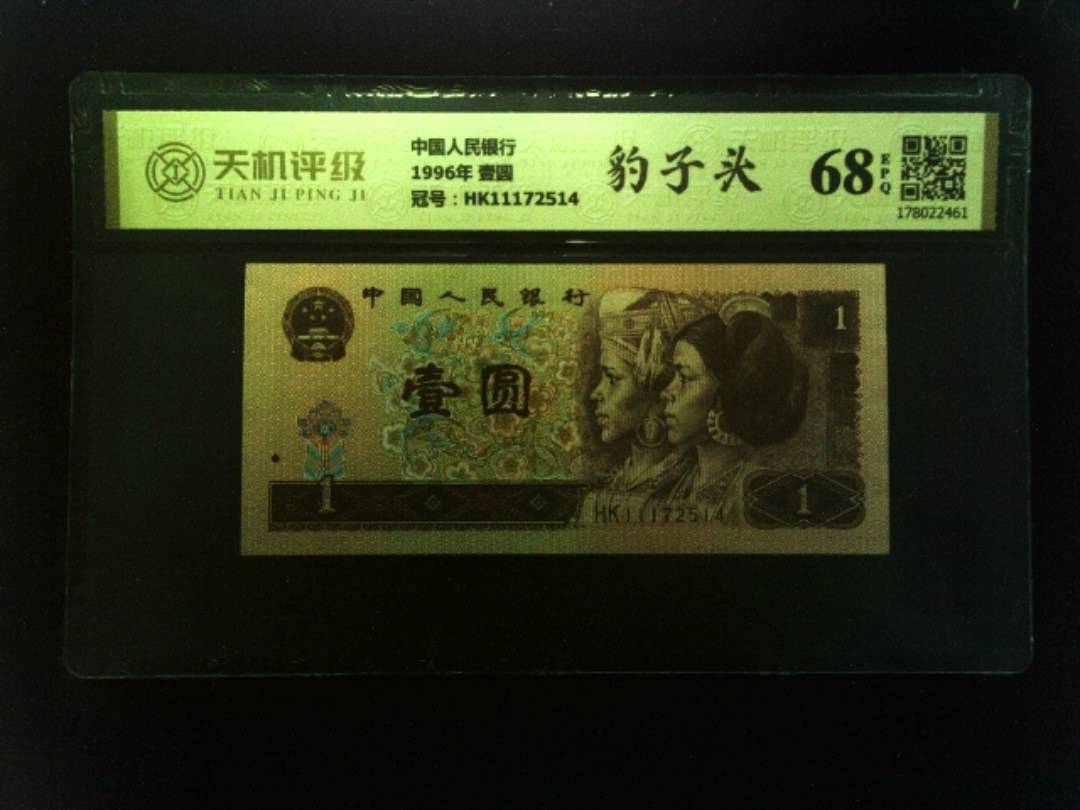 天机评级
TIAN JI PING JI
中国人民银行
1996年 壹圆
冠号：HK11172514
豹子头
68
EPQ
178022461
中国人民银行
1
壹圆
1
HK11172514
1